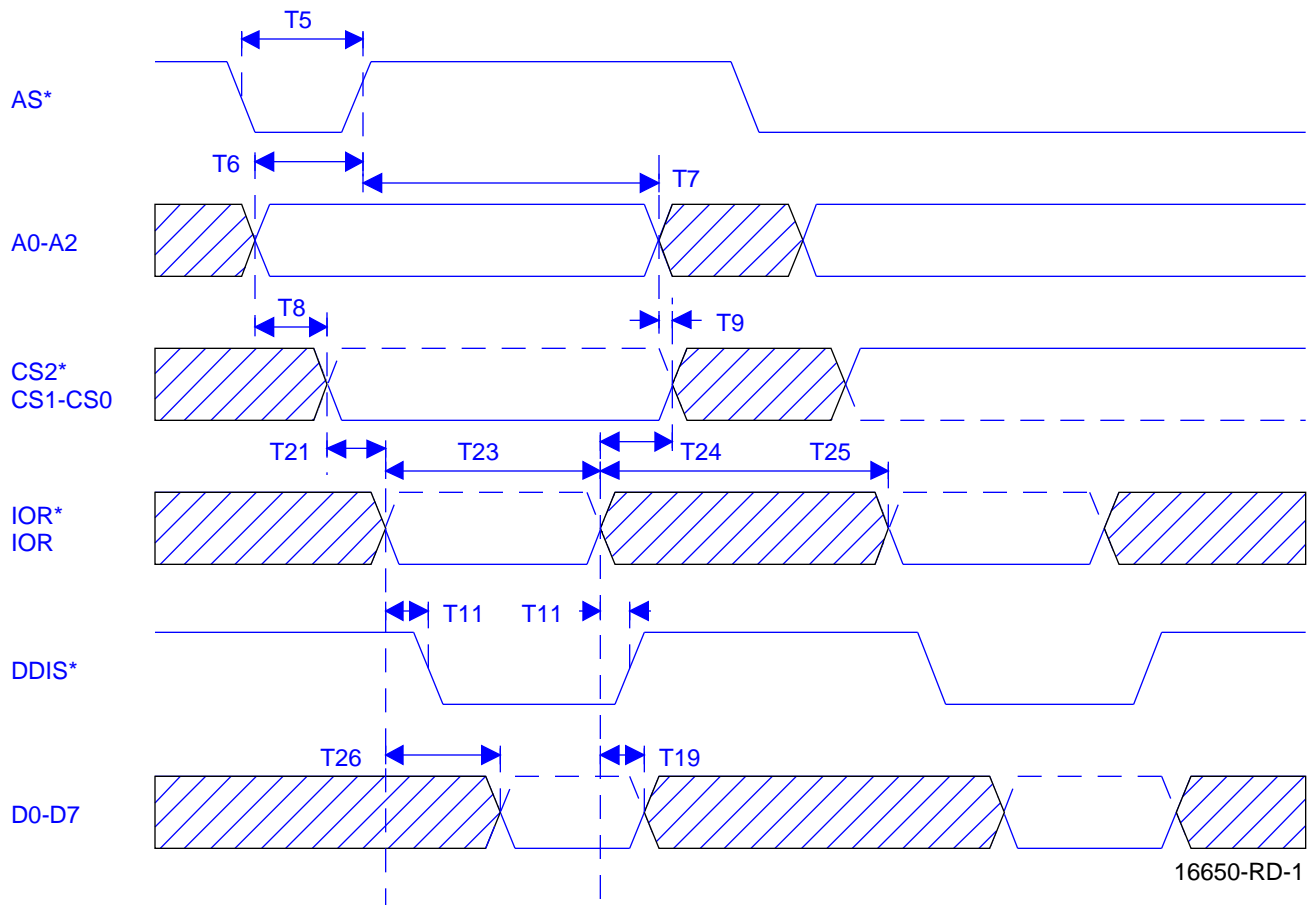 T5
AS*
T6
T7
A0-A2
T8
T9
CS2*
CS1-CS0
T21
T23
T24
T25
IOR*
IOR
T11
T11
DDIS*
T26
T19
D0-D7
16650-RD-1